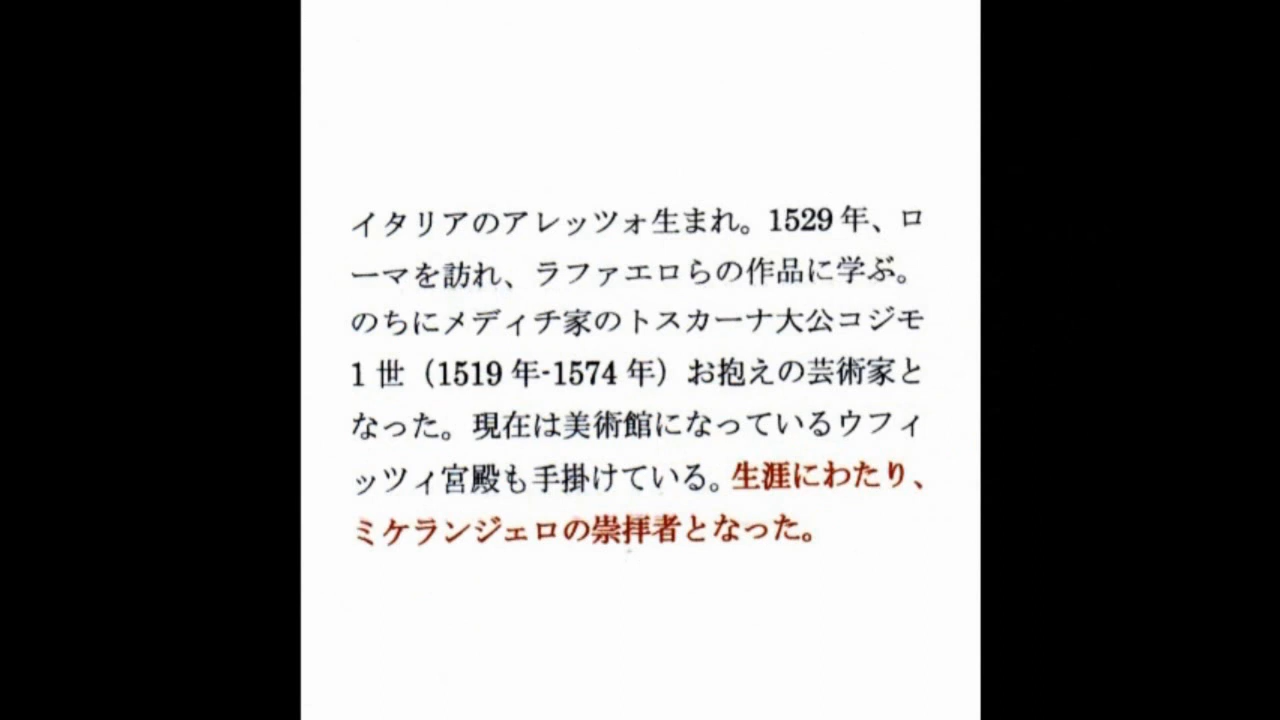 イタリアのアレッツォ生まれ。1529年、ロ
ーマを訪れ、ラファエロらの作品に学ぶ。
のちにメディチ家のトスカーナ大公コジモ
1世（1519年-1574年）お抱えの芸術家と
なった。現在は美術館になっているウフィ
ッツィ宮殿も手掛けている。生涯にわたり、
ミケランジェロの崇拝者となった。